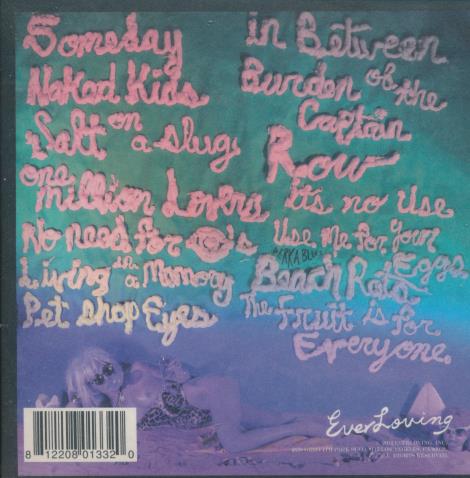 Someday
Naked Kids
Salt on a slug
one Million Lovers
No need for 's
Living in a Memory
Pet shop Eyes
in Between
Burden of the Captain
Row
its no Use
Use Me for Your Eggs
Beach Rats
The Fruit is for Everyone.
EverLoving
8 12208 01332 0